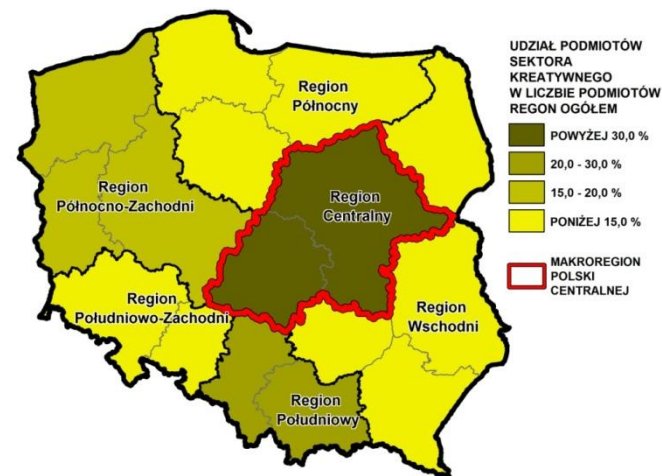 UDZIAŁ PODMIOTÓW
SEKTORA
KREATYWNEGO
W LICZBIE PODMIOTÓW
REGON OGÓŁEM
POWYŻEJ 30,0 %
20,0 - 30,0 %
15,0 - 20,0 %
PONIŻEJ 15,0 %
MAKROREGION
POLSKI
CENTRALNEJ
Region
Północny
Region
Północno-Zachodni
Region
Centralny
Region
Południowo-Zachodni
Region
Wschodni
Region
Południowy